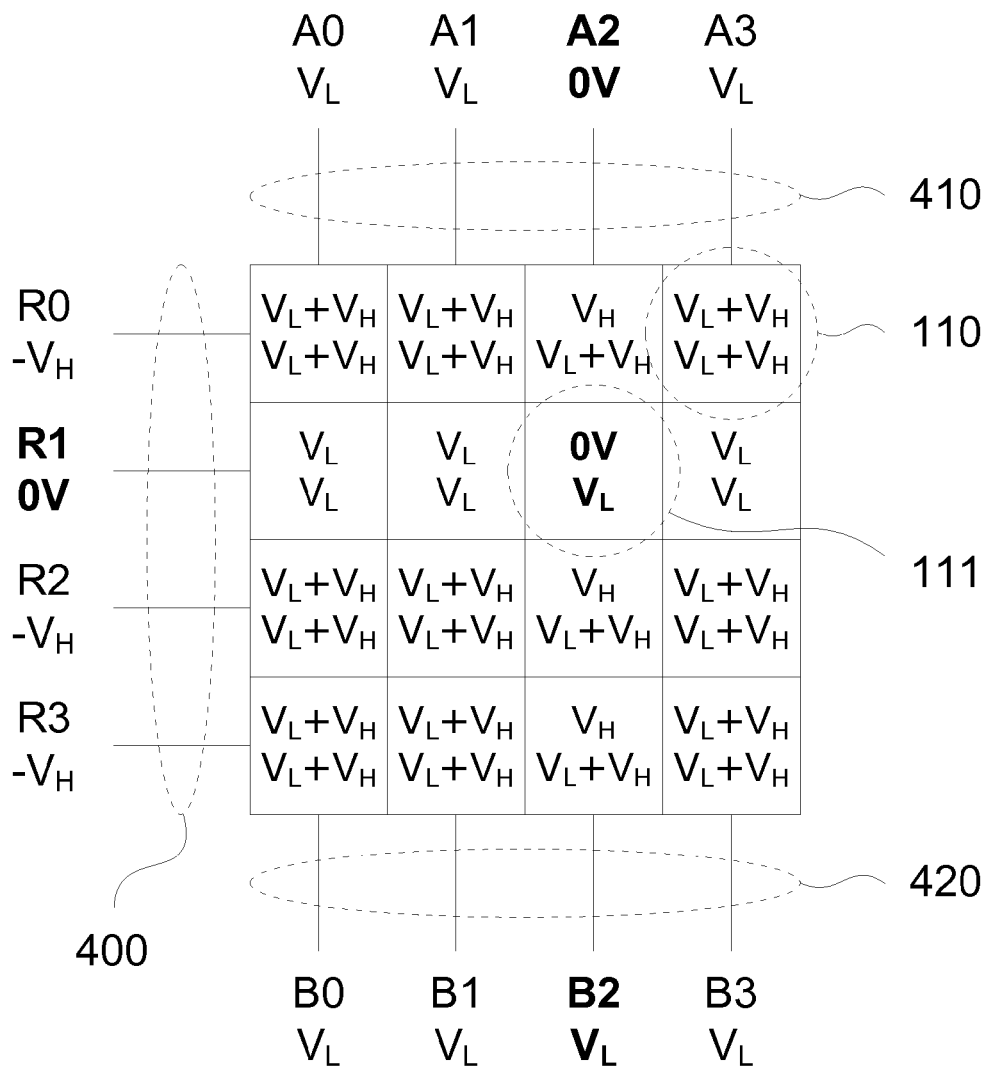 A0 A1 A2 A3
V_L V_L 0V V_L
410
R0 V_L+V_H V_L+V_H V_H V_L+V_H 110
-V_H V_L+V_H V_L+V_H V_L+V_H V_L+V_H
R1 V_L V_L 0V V_L
0V V_L V_L V_L V_L
111
R2 V_L+V_H V_L+V_H V_H V_L+V_H
-V_H V_L+V_H V_L+V_H V_L+V_H V_L+V_H
R3 V_L+V_H V_L+V_H V_H V_L+V_H
-V_H V_L+V_H V_L+V_H V_L+V_H V_L+V_H
420
400
B0 B1 B2 B3
V_L V_L V_L V_L